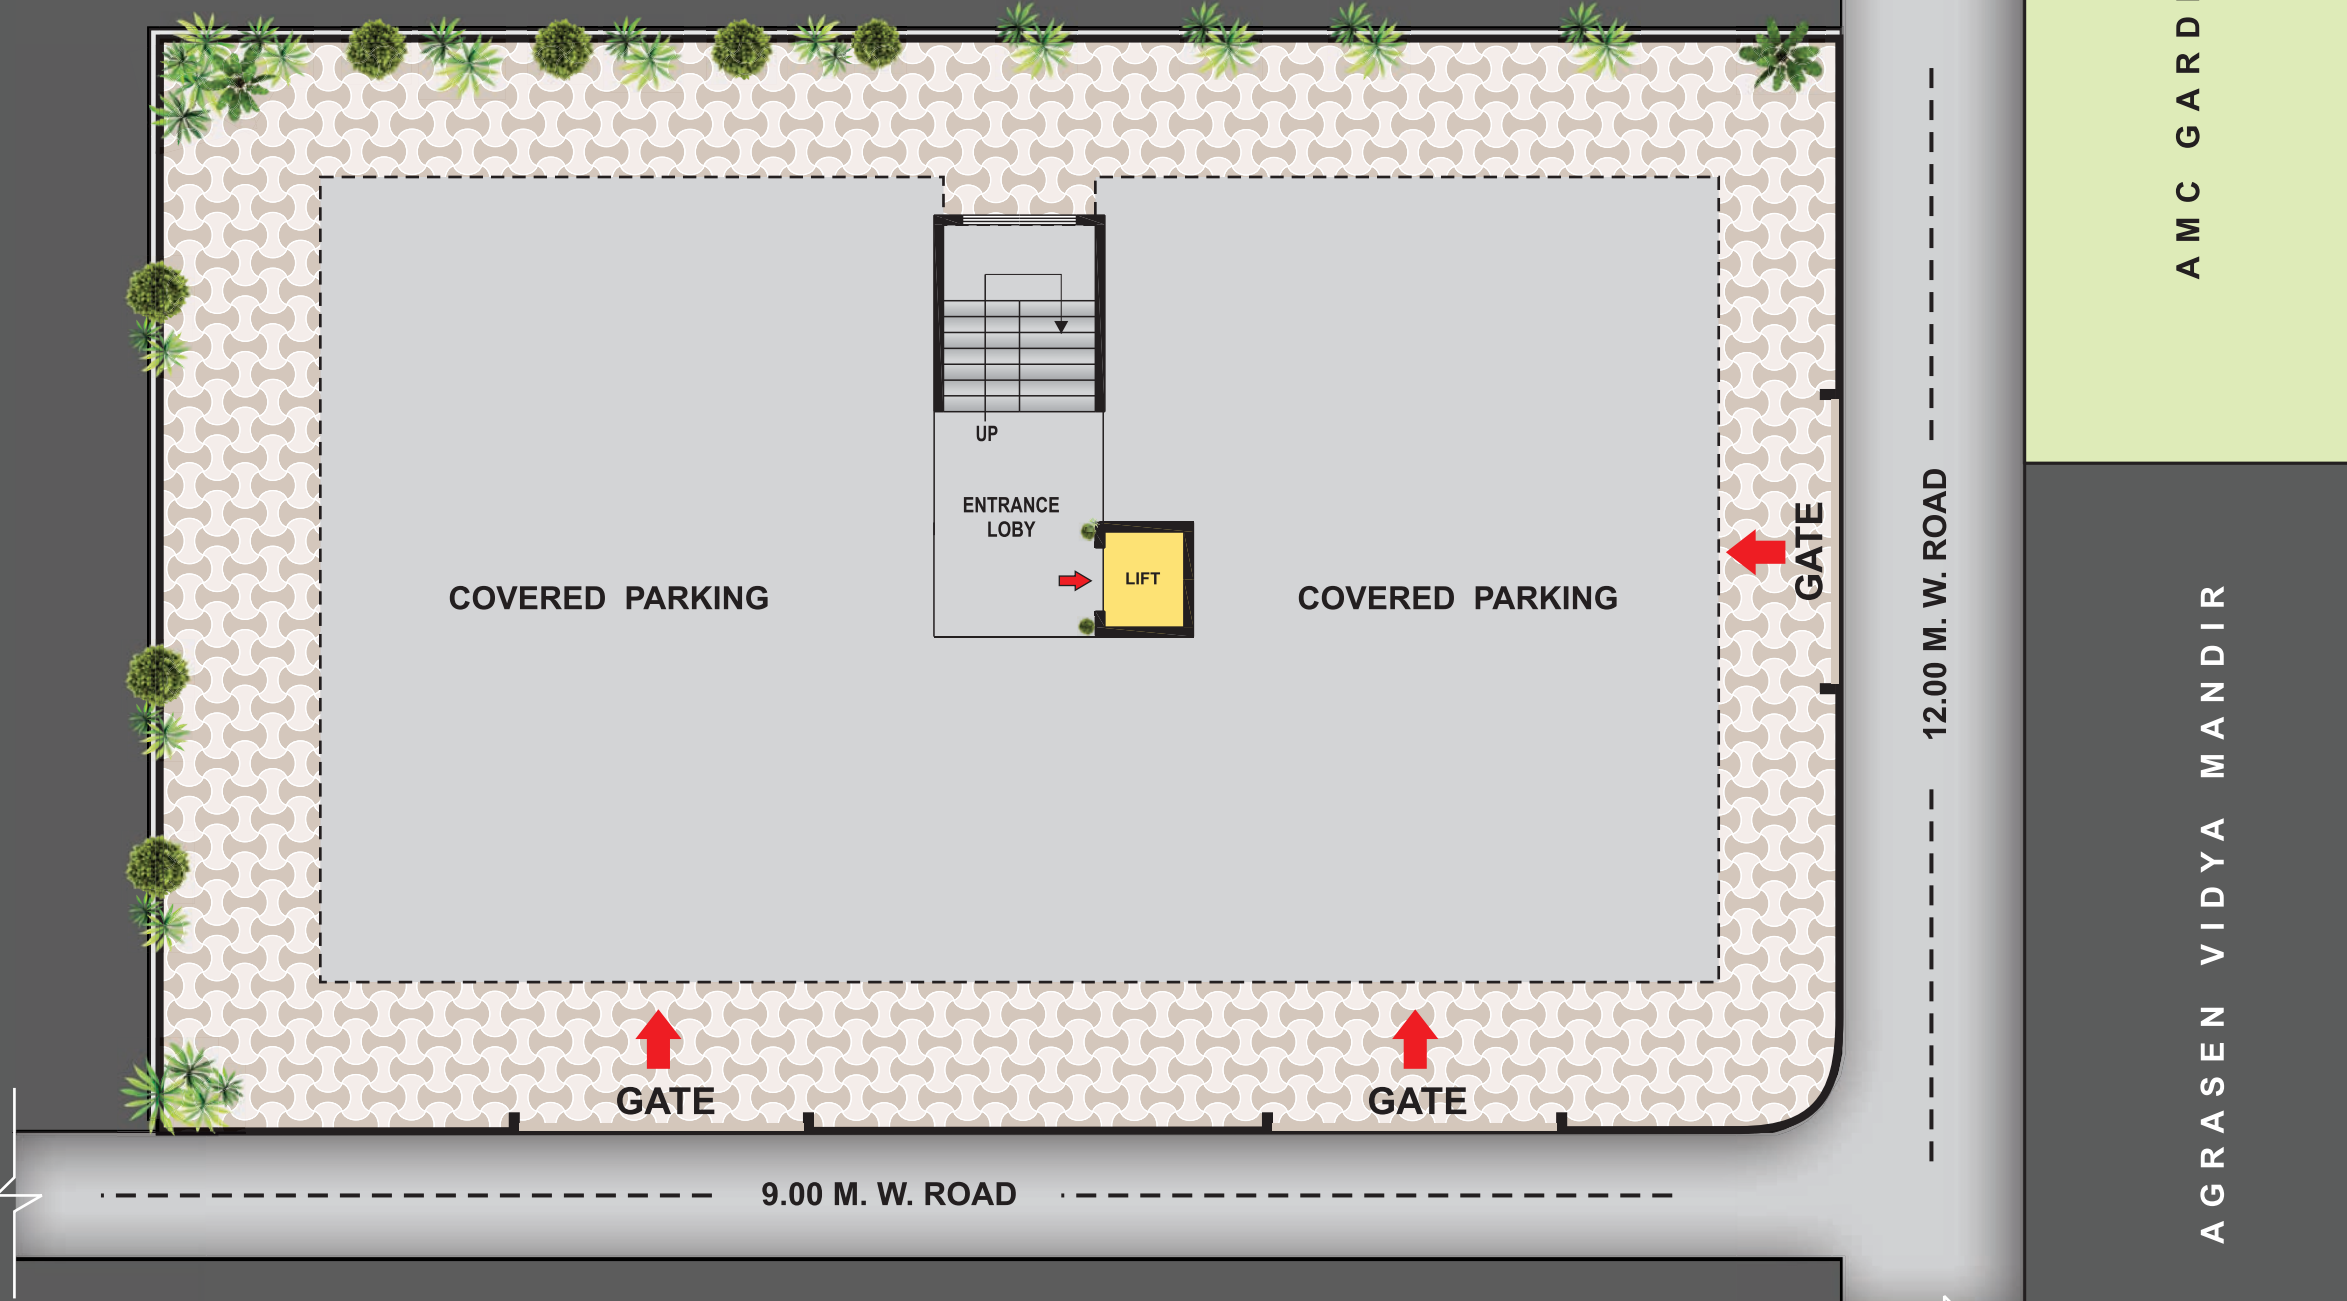 AMC GARD
UP
ENTRANCE
LOBY
LIFT
COVERED PARKING
COVERED PARKING
GATE
12.00 M. W. ROAD
AGRASEN VIDYA MANDIR
GATE
GATE
9.00 M. W. ROAD